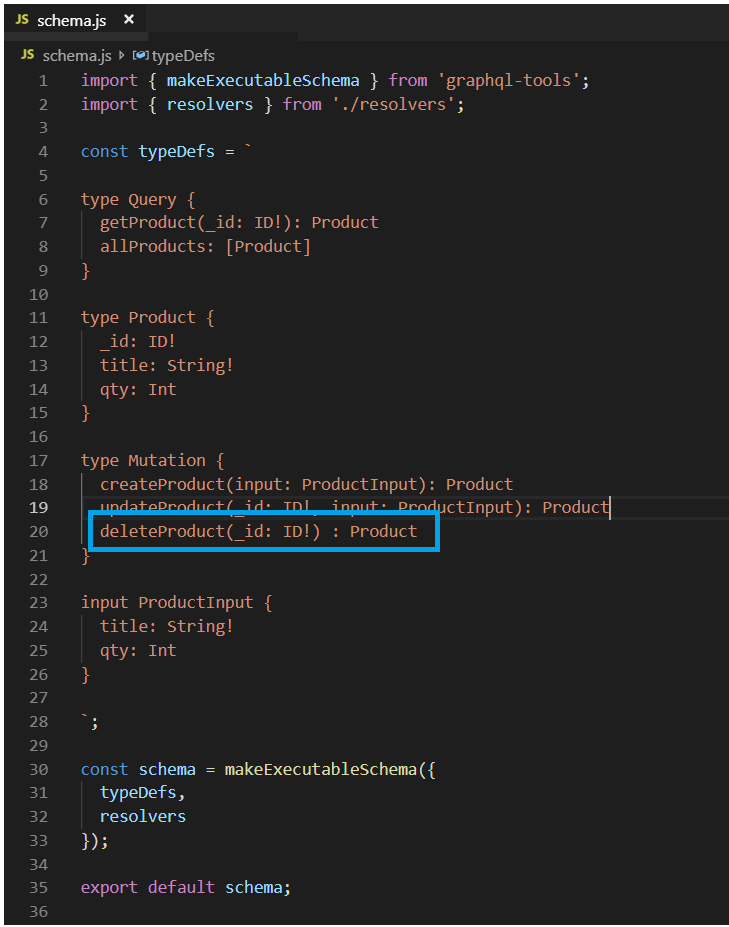 JS schema.js ×
JS schema.js > typeDefs
1 import { makeExecutableSchema } from 'graphql-tools';
2 import { resolvers } from './resolvers';
3
4 const typeDefs = `
5
6 type Query {
7 getProduct(_id: ID!): Product
8 allProducts: [Product]
9 }
10
11 type Product {
12 _id: ID!
13 title: String!
14 qty: Int
15 }
16
17 type Mutation {
18 createProduct(input: ProductInput): Product
19 updateProduct(_id: ID!, input: ProductInput): Product
20 deleteProduct(_id: ID!) : Product
21 }
22
23 input ProductInput {
24 title: String!
25 qty: Int
26 }
27
28 `;
29
30 const schema = makeExecutableSchema({
31 typeDefs,
32 resolvers
33 });
34
35 export default schema;
36